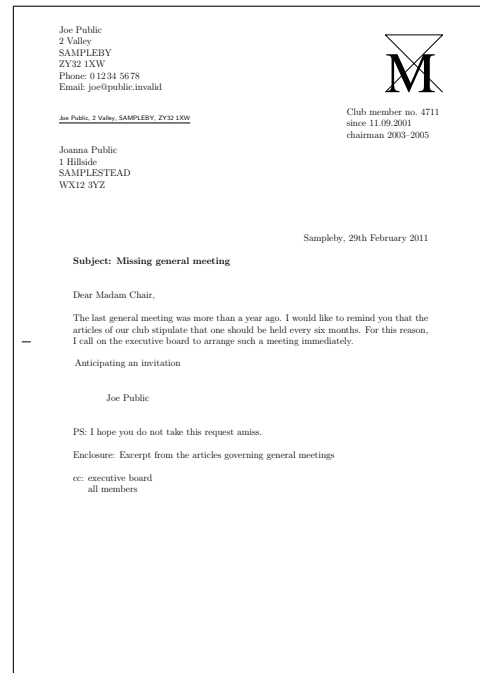 Joe Public
2 Valley
SAMPLEBY
ZY32 1XW
Phone: 0 12 34 56 78
Email: joe@public.invalid
M
Club member no. 4711
since 11.09.2001
chairman 2003–2005
Joe Public, 2 Valley, SAMPLEBY, ZY32 1XW
Joanna Public
1 Hillside
SAMPLESTEAD
WX12 3YZ
Sampleby, 29th February 2011
Subject: Missing general meeting
Dear Madam Chair,
The last general meeting was more than a year ago. I would like to remind you that the
articles of our club stipulate that one should be held every six months. For this reason,
I call on the executive board to arrange such a meeting immediately.
Anticipating an invitation
Joe Public
PS: I hope you do not take this request amiss.
Enclosure: Excerpt from the articles governing general meetings
cc: executive board
all members